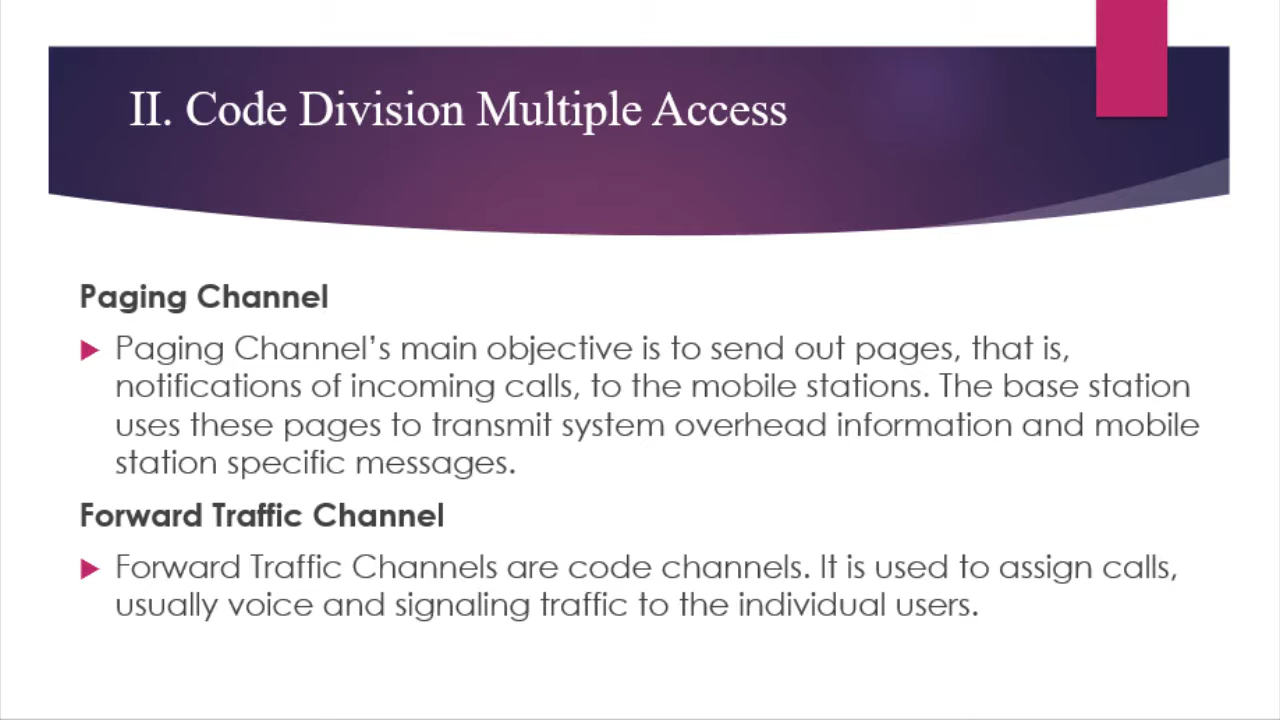 II. Code Division Multiple Access
Paging Channel
Paging Channel’s main objective is to send out pages, that is,
notifications of incoming calls, to the mobile stations. The base station
uses these pages to transmit system overhead information and mobile
station specific messages.
Forward Traffic Channel
Forward Traffic Channels are code channels. It is used to assign calls,
usually voice and signaling traffic to the individual users.